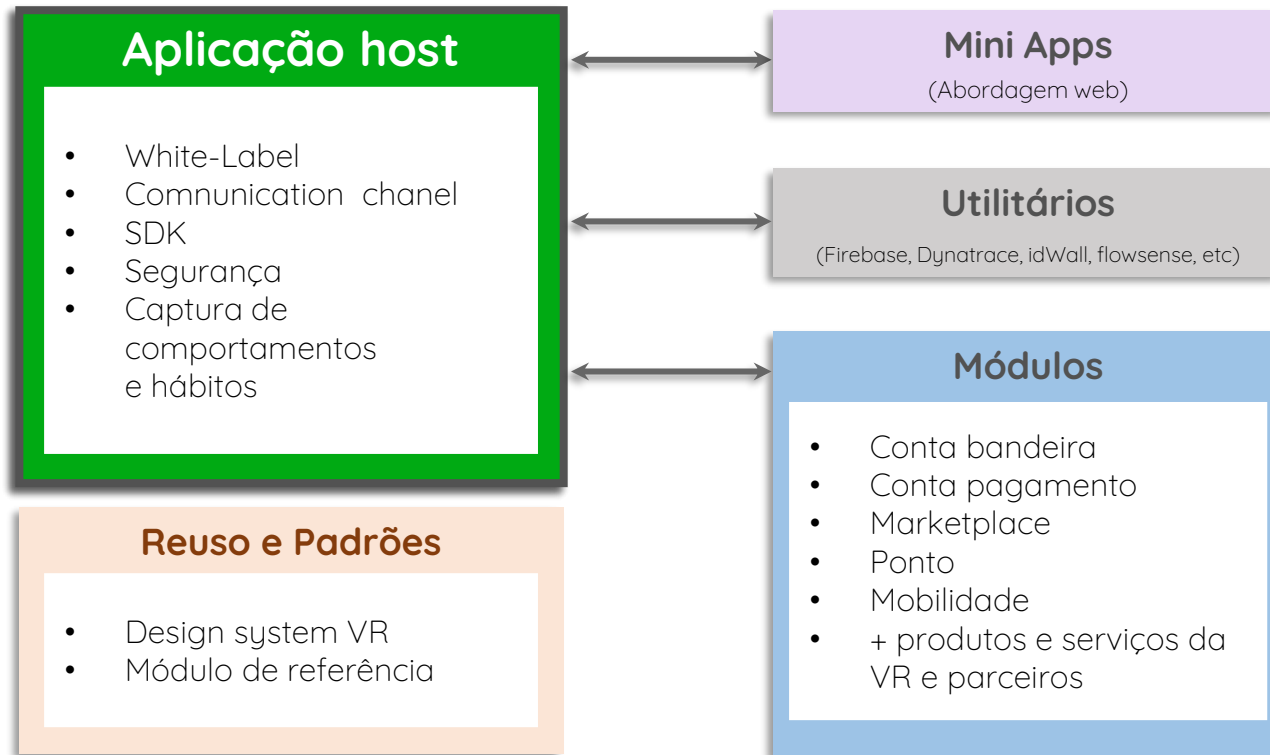 Aplicação host
• White-Label
• Comnunication chanel
• SDK
• Segurança
• Captura de
comportamentos
e hábitos
Reuso e Padrões
• Design system VR
• Módulo de referência
Mini Apps
(Abordagem web)
Utilitários
(Firebase, Dynatrace, idWall, flowsense, etc)
Módulos
• Conta bandeira
• Conta pagamento
• Marketplace
• Ponto
• Mobilidade
• + produtos e serviços da
VR e parceiros